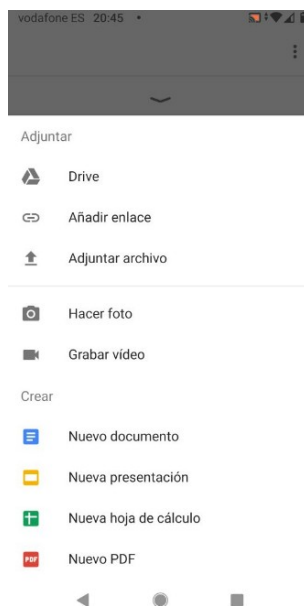 vodafone ES 20:45 •
Adjuntar
Drive
Añadir enlace
Adjuntar archivo
Hacer foto
Grabar vídeo
Crear
Nuevo documento
Nueva presentación
Nueva hoja de cálculo
PDF Nuevo PDF